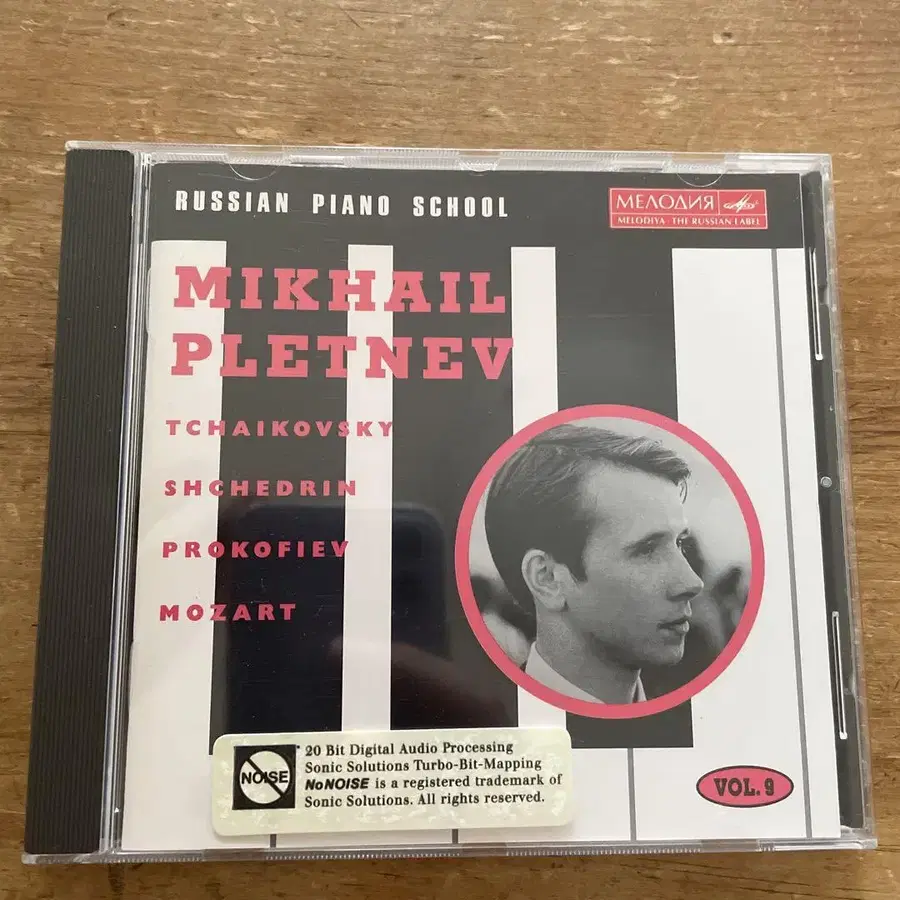 RUSSIAN PIANO SCHOOL
МЕЛОДИЯ
MELODIYA · THE RUSSIAN LABEL
MIKHAIL
PLETNEV
TCHAIKOVSKY
SHCHEDRIN
PROKOFIEV
MOZART
NOISE
20 Bit Digital Audio Processing
Sonic Solutions Turbo-Bit-Mapping
NoNOISE is a registered trademark of
Sonic Solutions. All rights reserved.
VOL. 9